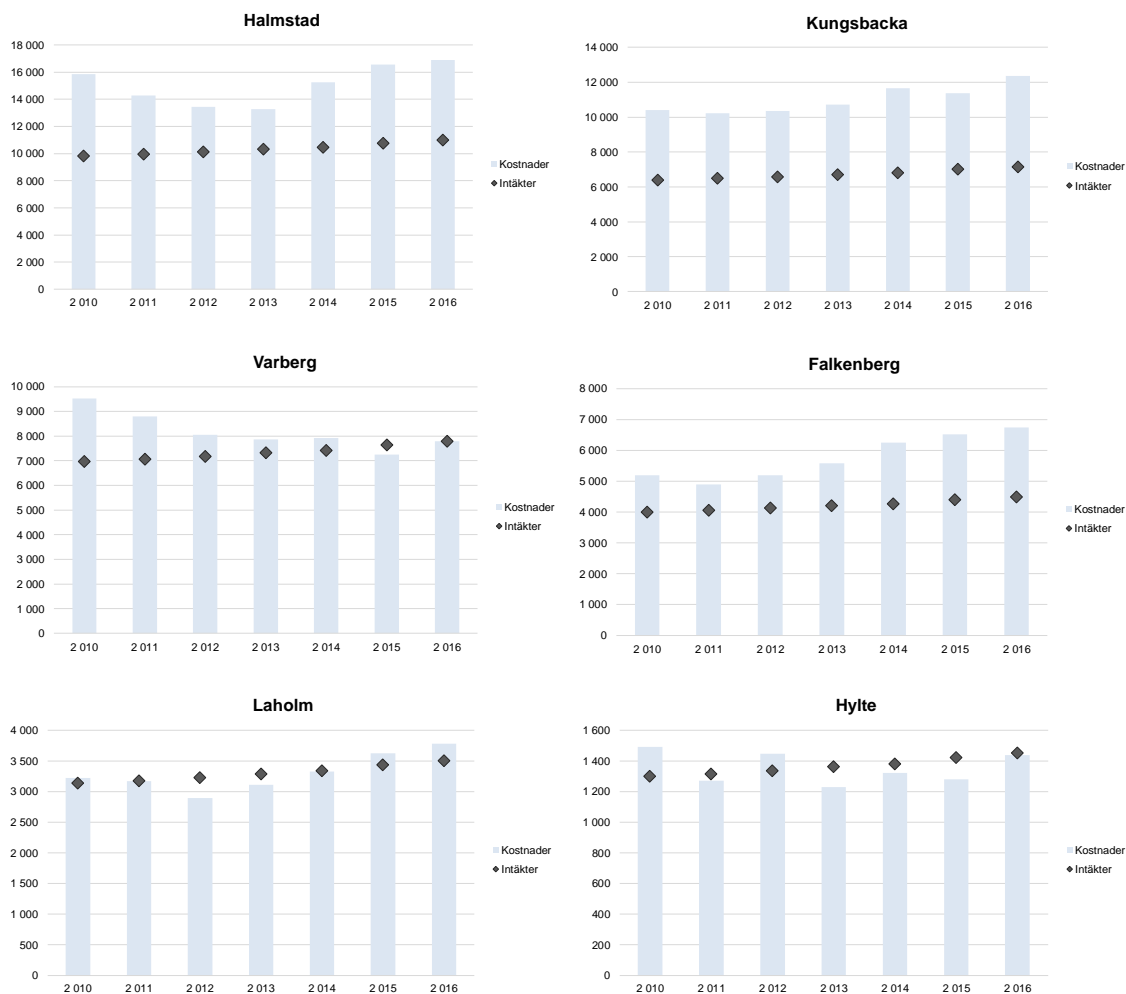 Halmstad
18 000
16 000
14 000
12 000
10 000
8 000
6 000
4 000
2 000
0
2 010 2 011 2 012 2 013 2 014 2 015 2 016
Kostnader
Intäkter
Kungsbacka
14 000
12 000
10 000
8 000
6 000
4 000
2 000
0
2 010 2 011 2 012 2 013 2 014 2 015 2 016
Kostnader
Intäkter
Varberg
10 000
9 000
8 000
7 000
6 000
5 000
4 000
3 000
2 000
1 000
0
2 010 2 011 2 012 2 013 2 014 2 015 2 016
Kostnader
Intäkter
Falkenberg
8 000
7 000
6 000
5 000
4 000
3 000
2 000
1 000
0
2 010 2 011 2 012 2 013 2 014 2 015 2 016
Kostnader
Intäkter
Laholm
4 000
3 500
3 000
2 500
2 000
1 500
1 000
500
0
2 010 2 011 2 012 2 013 2 014 2 015 2 016
Kostnader
Intäkter
Hylte
1 600
1 400
1 200
1 000
800
600
400
200
0
2 010 2 011 2 012 2 013 2 014 2 015 2 016
Kostnader
Intäkter